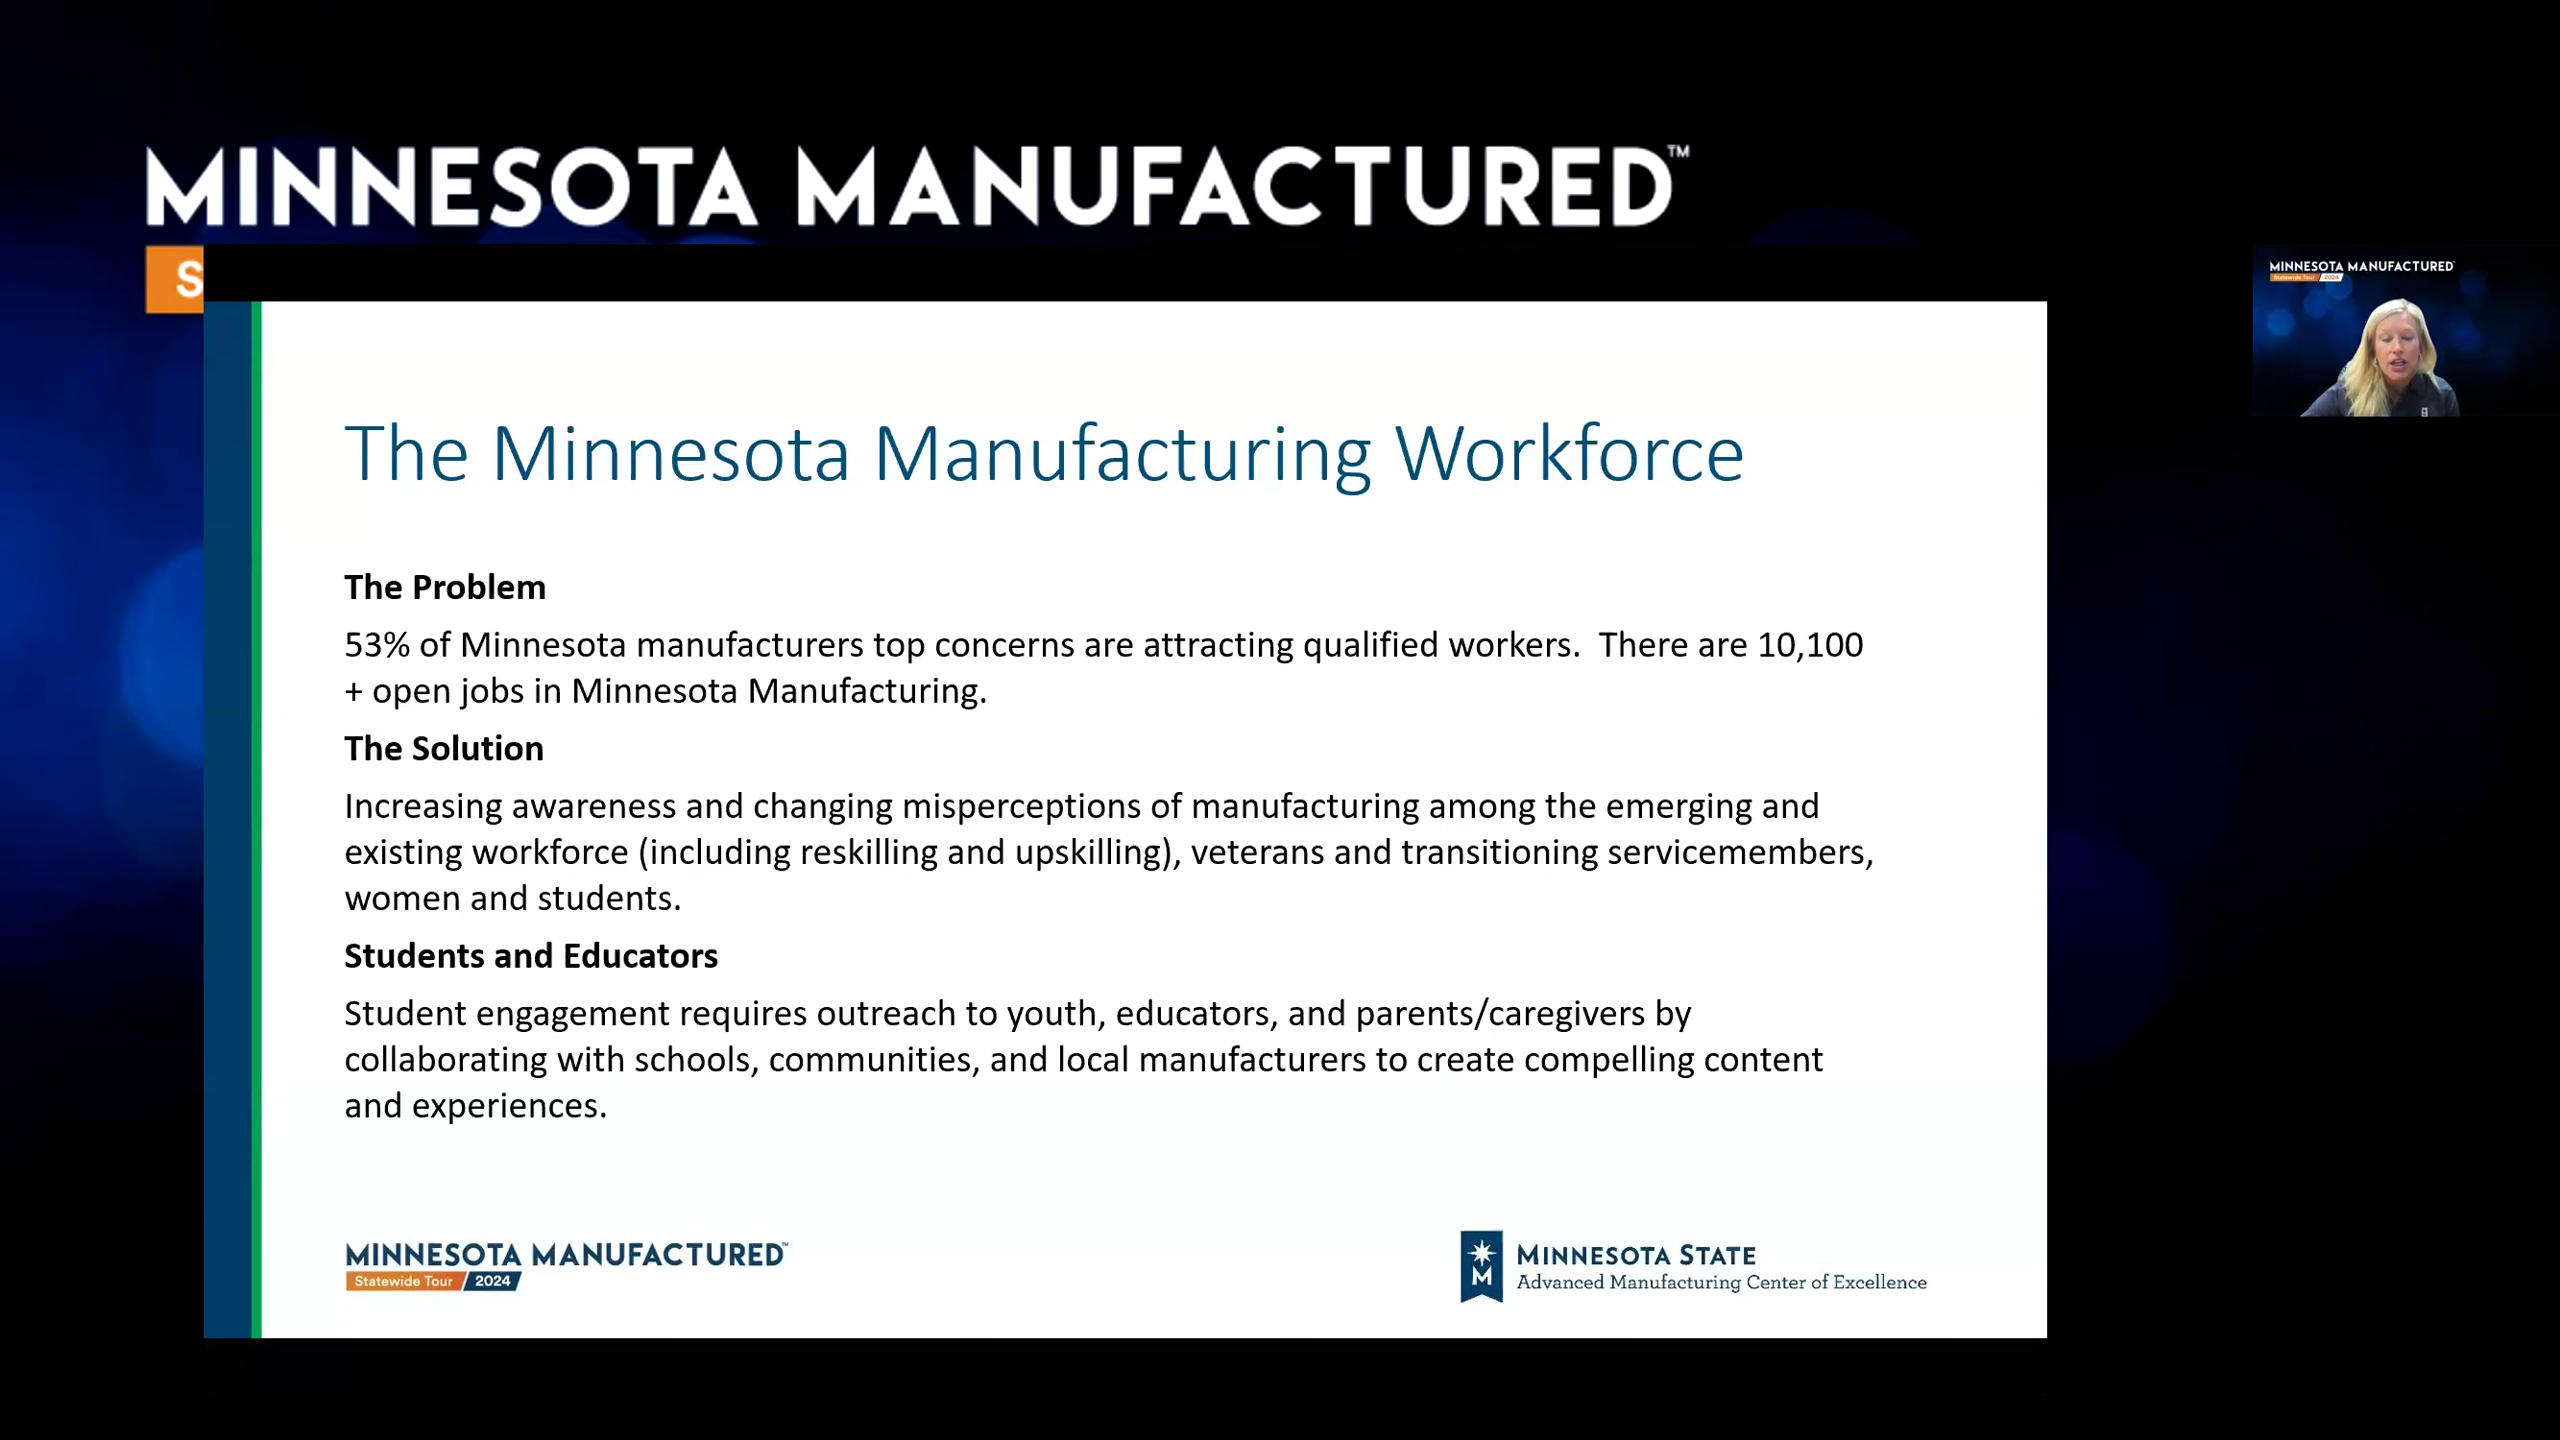 MINNESOTA MANUFACTURED™
S
MINNESOTA MANUFACTURED
Statewide Tour 2024
The Minnesota Manufacturing Workforce
The Problem
53% of Minnesota manufacturers top concerns are attracting qualified workers.  There are 10,100
+ open jobs in Minnesota Manufacturing.
The Solution
Increasing awareness and changing misperceptions of manufacturing among the emerging and
existing workforce (including reskilling and upskilling), veterans and transitioning servicemembers,
women and students.
Students and Educators
Student engagement requires outreach to youth, educators, and parents/caregivers by
collaborating with schools, communities, and local manufacturers to create compelling content
and experiences.
MINNESOTA MANUFACTURED™
Statewide Tour 2024
M
MINNESOTA STATE
Advanced Manufacturing Center of Excellence